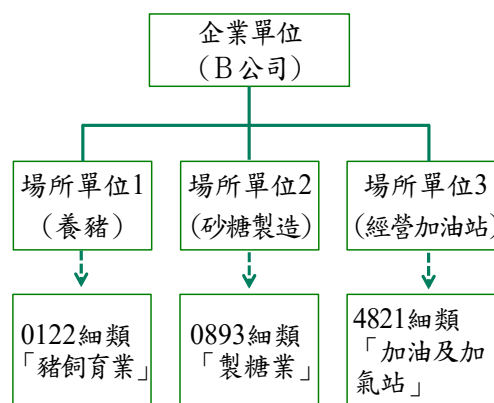 企業單位
（B公司）
場所單位1
（養豬）
場所單位2
（砂糖製造）
場所單位3
（經營加油站）
0122細類
「豬飼育業」
0893細類
「製糖業」
4821細類
「加油及加
氣站」